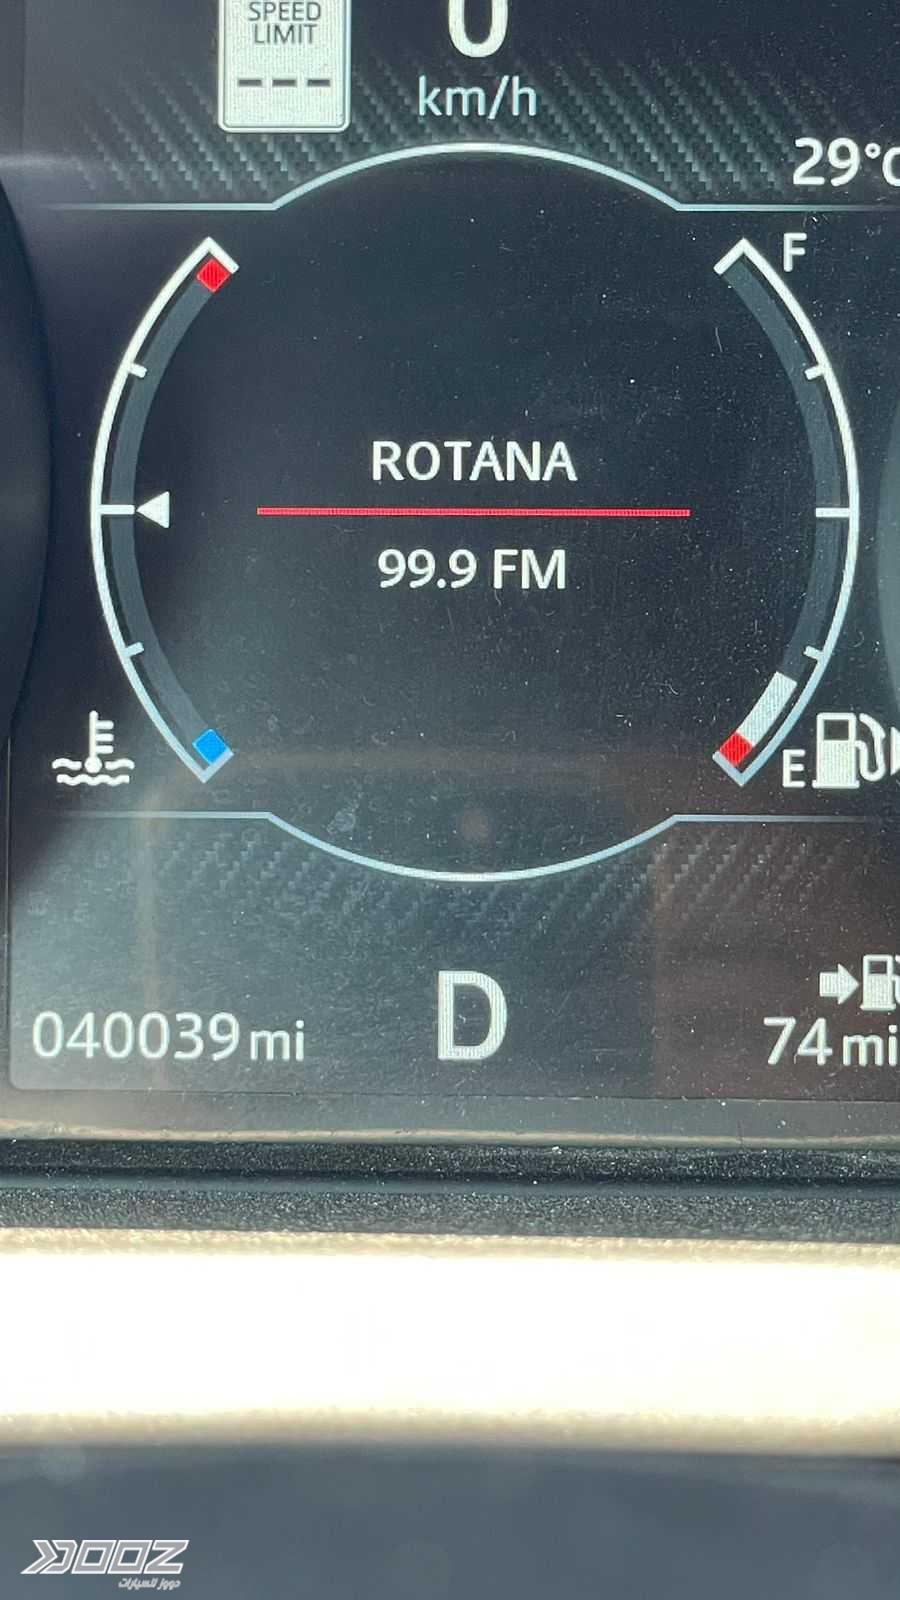 SPEED
LIMIT
0
km/h
29°C
F
ROTANA
99.9 FM
E
D
040039 mi
74 mi
DOOZ
دووز للسيارات